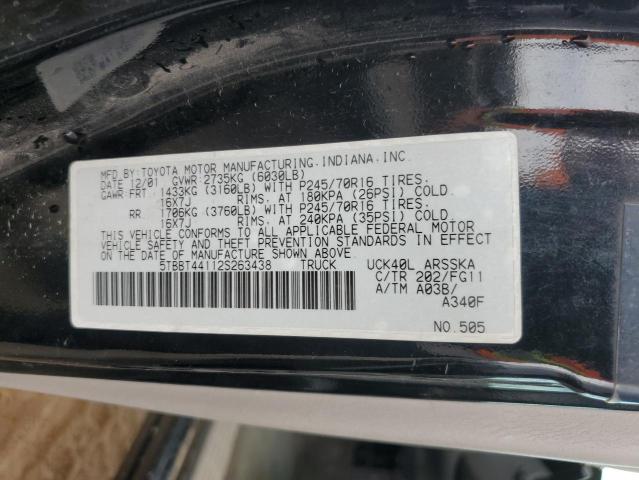 MFD.BY:TOYOTA MOTOR MANUFACTURING,INDIANA,INC.
DATE 12/01 GVWR 2735KG (6030LB)
GAWR FRT 1433KG (3160LB) WITH P245/70R16 TIRES.
16X7J RIMS. AT 180KPA (26PSI) COLD.
RR 1706KG (3760LB) WITH P245/70R16 TIRES.
16X7J RIMS. AT 240KPA (35PSI) COLD.
THIS VEHICLE CONFORMS TO ALL APPLICABLE FEDERAL MOTOR
VEHICLE SAFETY AND THEFT PREVENTION STANDARDS IN EFFECT
ON THE DATE OF MANUFACTURE SHOWN ABOVE.
5TBBT44112S263438 TRUCK UCK40L ARSSKA
C/TR 202/FG11
A/TM A03B/
A340F
NO.505